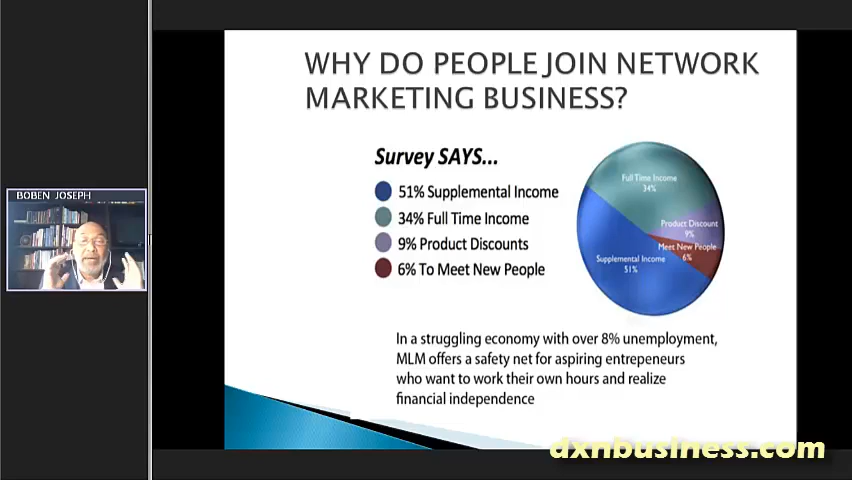 WHY DO PEOPLE JOIN NETWORK
MARKETING BUSINESS?
Survey SAYS...
51% Supplemental Income
34% Full Time Income
9% Product Discounts
6% To Meet New People
Full Time Income
34%
Product Discount
9%
Meet New People
6%
Supplemental Income
51%
BOBEN JOSEPH
In a struggling economy with over 8% unemployment,
MLM offers a safety net for aspiring entrepeneurs
who want to work their own hours and realize
financial independence
dxnbusiness.com